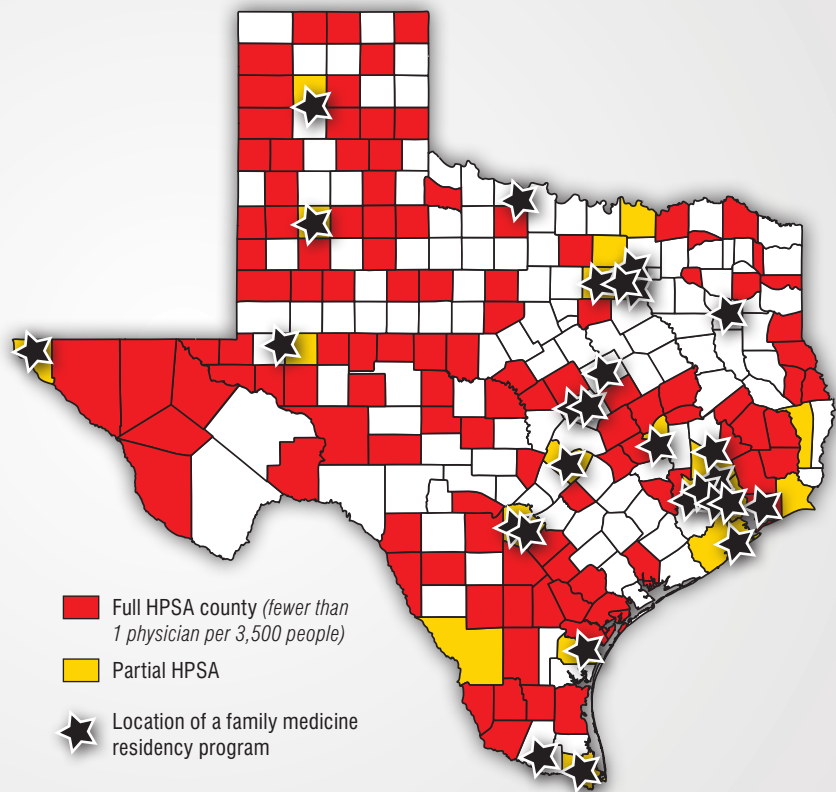 Full HPSA county (fewer than
1 physician per 3,500 people)
Partial HPSA
Location of a family medicine
residency program